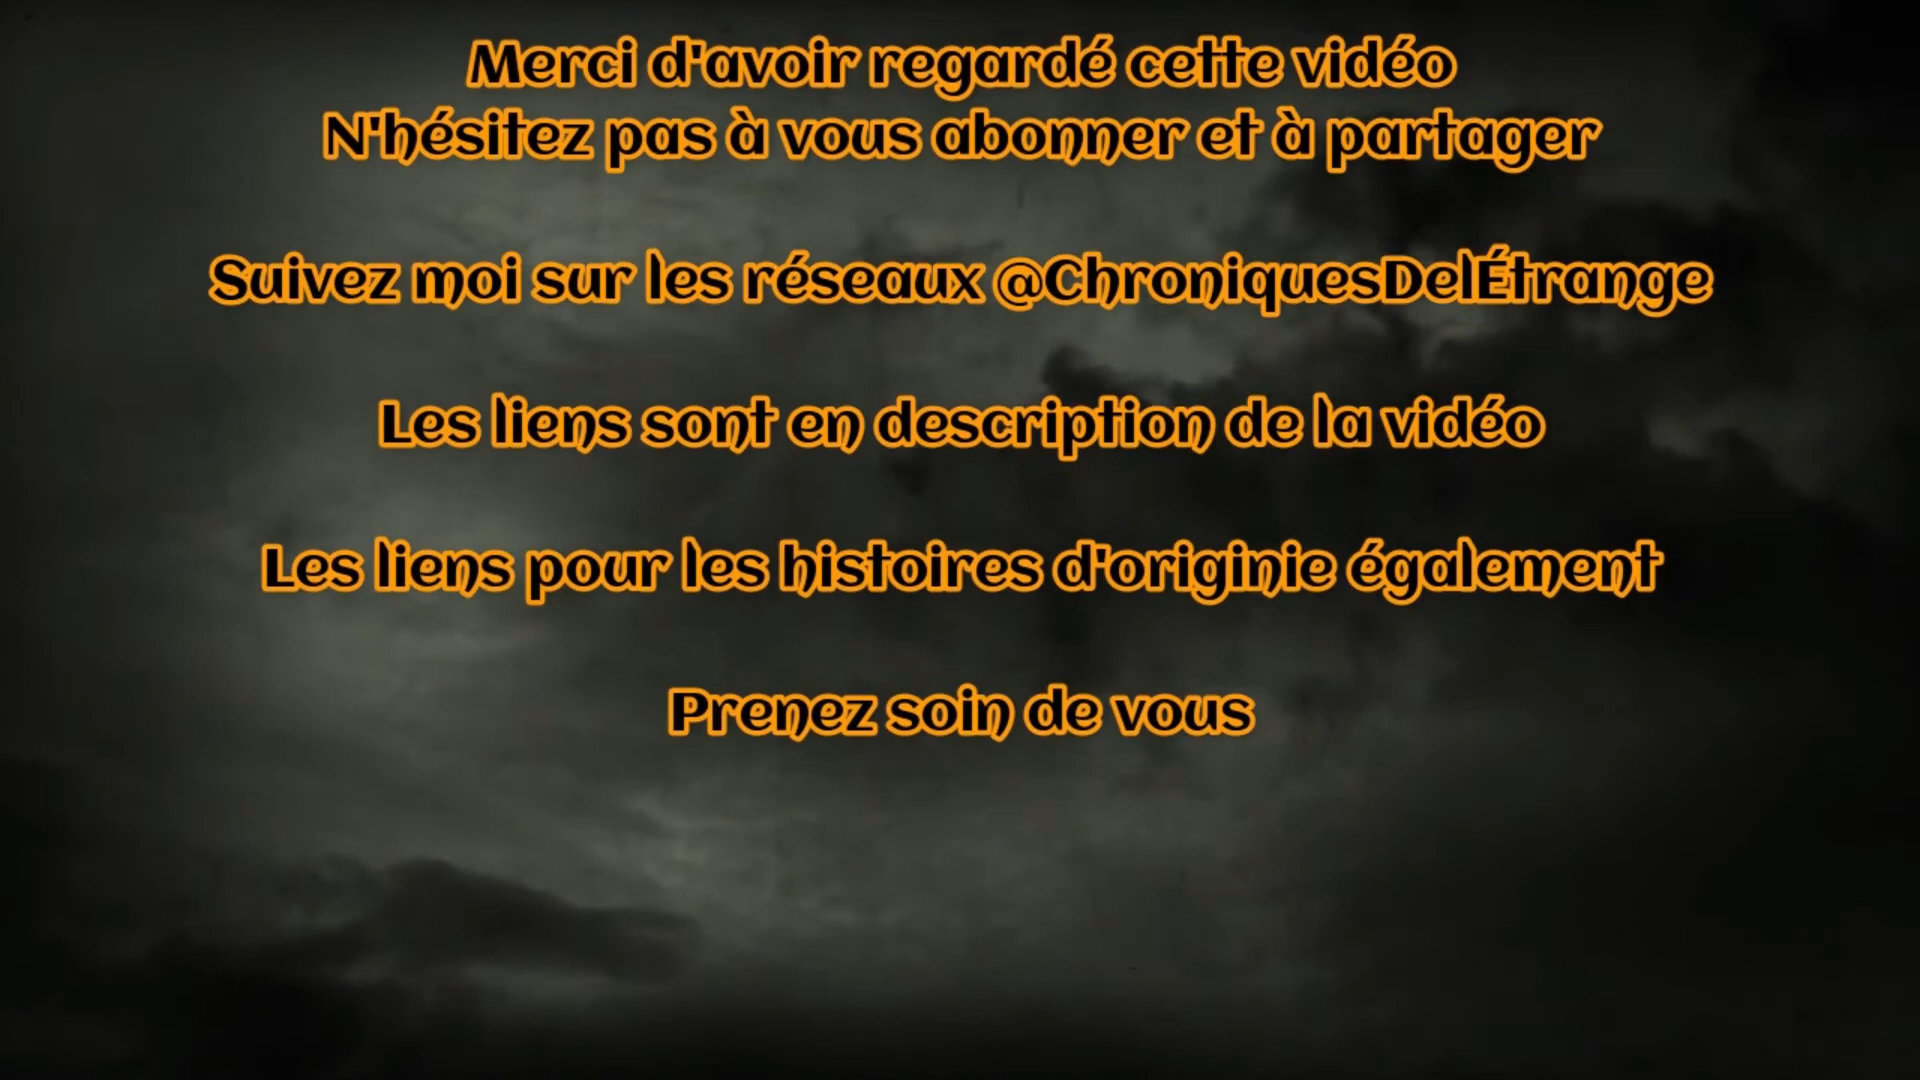 Merci d'avoir regardé cette vidéo
N'hésitez pas à vous abonner et à partager
Suivez moi sur les réseaux @ChroniquesDelÉtrange
Les liens sont en description de la vidéo
Les liens pour les histoires d'originie également
Prenez soin de vous